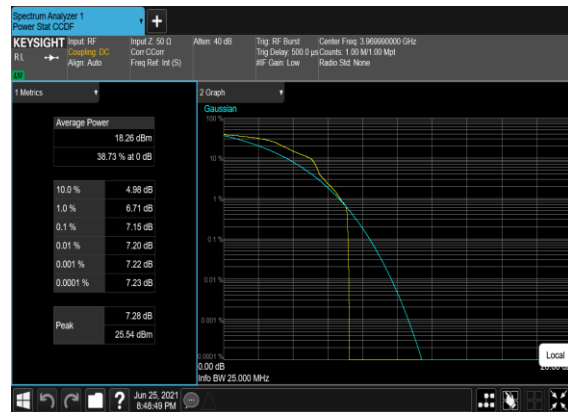 Spectrum Analyzer 1
Power Stat CCDF
+
KEYSIGHT
RL
LW
Input: RF
Coupling: DC
Align: Auto
Input Z: 50 Ω
Corr CCorr
Freq Ref: Int (S)
Atten: 40 dB
Trig: RF Burst
Trig Delay: 500.0 µs
#IF Gain: Low
Center Freq: 3.969990000 GHz
Counts: 1.00 M/1.00 Mpt
Radio Std: None
1 Metrics
Average Power
18.26 dBm
38.73 % at 0 dB
10.0 % 4.98 dB
1.0 % 6.71 dB
0.1 % 7.15 dB
0.01 % 7.20 dB
0.001 % 7.22 dB
0.0001 % 7.23 dB
Peak
7.28 dB
25.54 dBm
2 Graph
Gaussian
100 %
10 %
1 %
0.1 %
0.01 %
0.001 %
0.0001 %
0.00 dB
Info BW 25.000 MHz
Local
?
Jun 25, 2021
8:48:49 PM